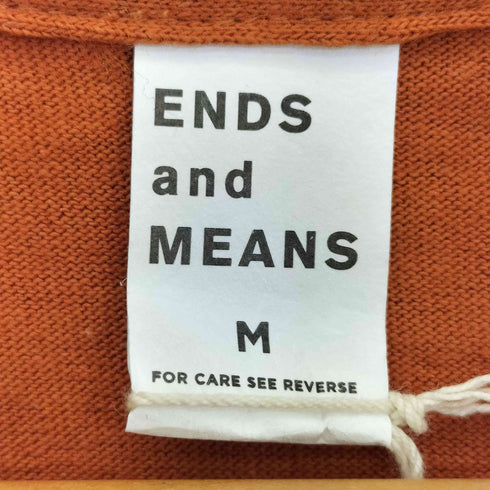 ENDS
and
MEANS
M
FOR CARE SEE REVERSE